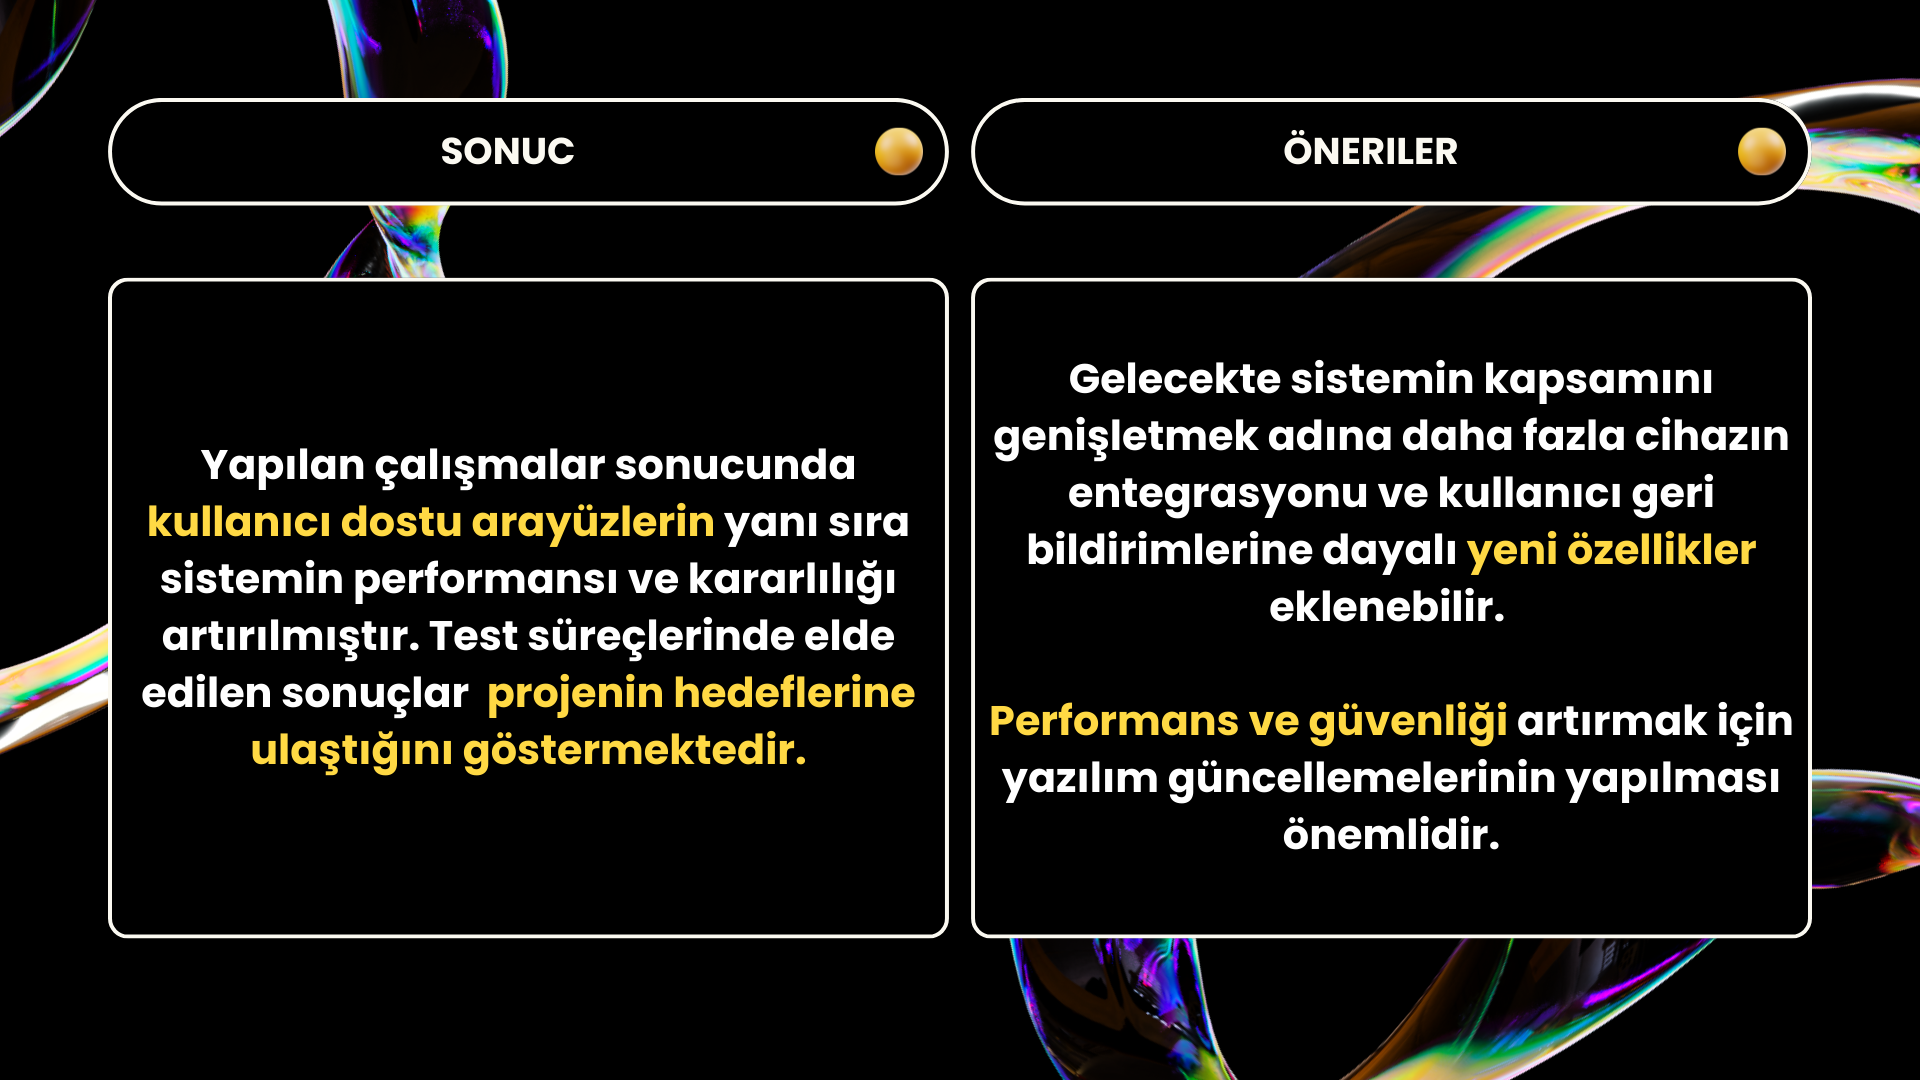 SONUC
Yapılan çalışmalar sonucunda
kullanıcı dostu arayüzlerin yanı sıra
sistemin performansı ve kararlılığı
artırılmıştır. Test süreçlerinde elde
edilen sonuçlar projenin hedeflerine
ulaştığını göstermektedir.
ÖNERILER
Gelecekte sistemin kapsamını
genişletmek adına daha fazla cihazın
entegrasyonu ve kullanıcı geri
bildirimlerine dayalı yeni özellikler
eklenebilir.
Performans ve güvenliği artırmak için
yazılım güncellemelerinin yapılması
önemlidir.